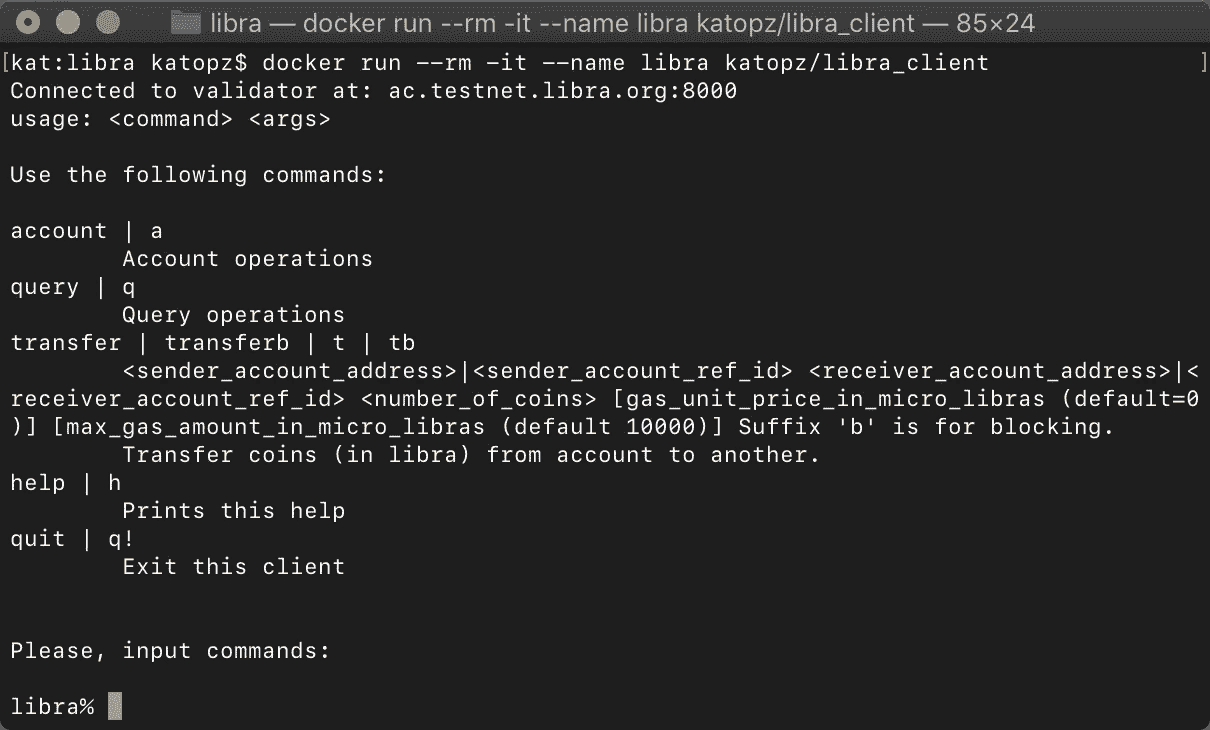 libra — docker run --rm -it --name libra katopz/libra_client — 85×24
[kat:libra katopz$ docker run --rm -it --name libra katopz/libra_client ]
Connected to validator at: ac.testnet.libra.org:8000
usage: <command> <args>
Use the following commands:
account | a
Account operations
query | q
Query operations
transfer | transferb | t | tb
<sender_account_address>|<sender_account_ref_id> <receiver_account_address>|<
receiver_account_ref_id> <number_of_coins> [gas_unit_price_in_micro_libras (default=0
)] [max_gas_amount_in_micro_libras (default 10000)] Suffix 'b' is for blocking.
Transfer coins (in libra) from account to another.
help | h
Prints this help
quit | q!
Exit this client
Please, input commands:
libra%